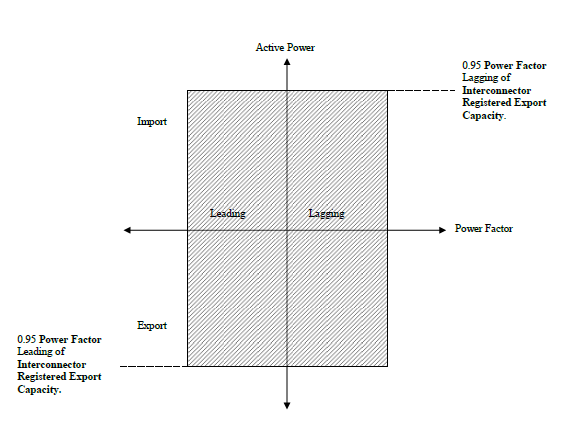 Active Power
0.95 Power Factor
Lagging of
Interconnector
Registered Export
Capacity.
Import
Leading
Lagging
Power Factor
Export
0.95 Power Factor
Leading of
Interconnector
Registered Export
Capacity.